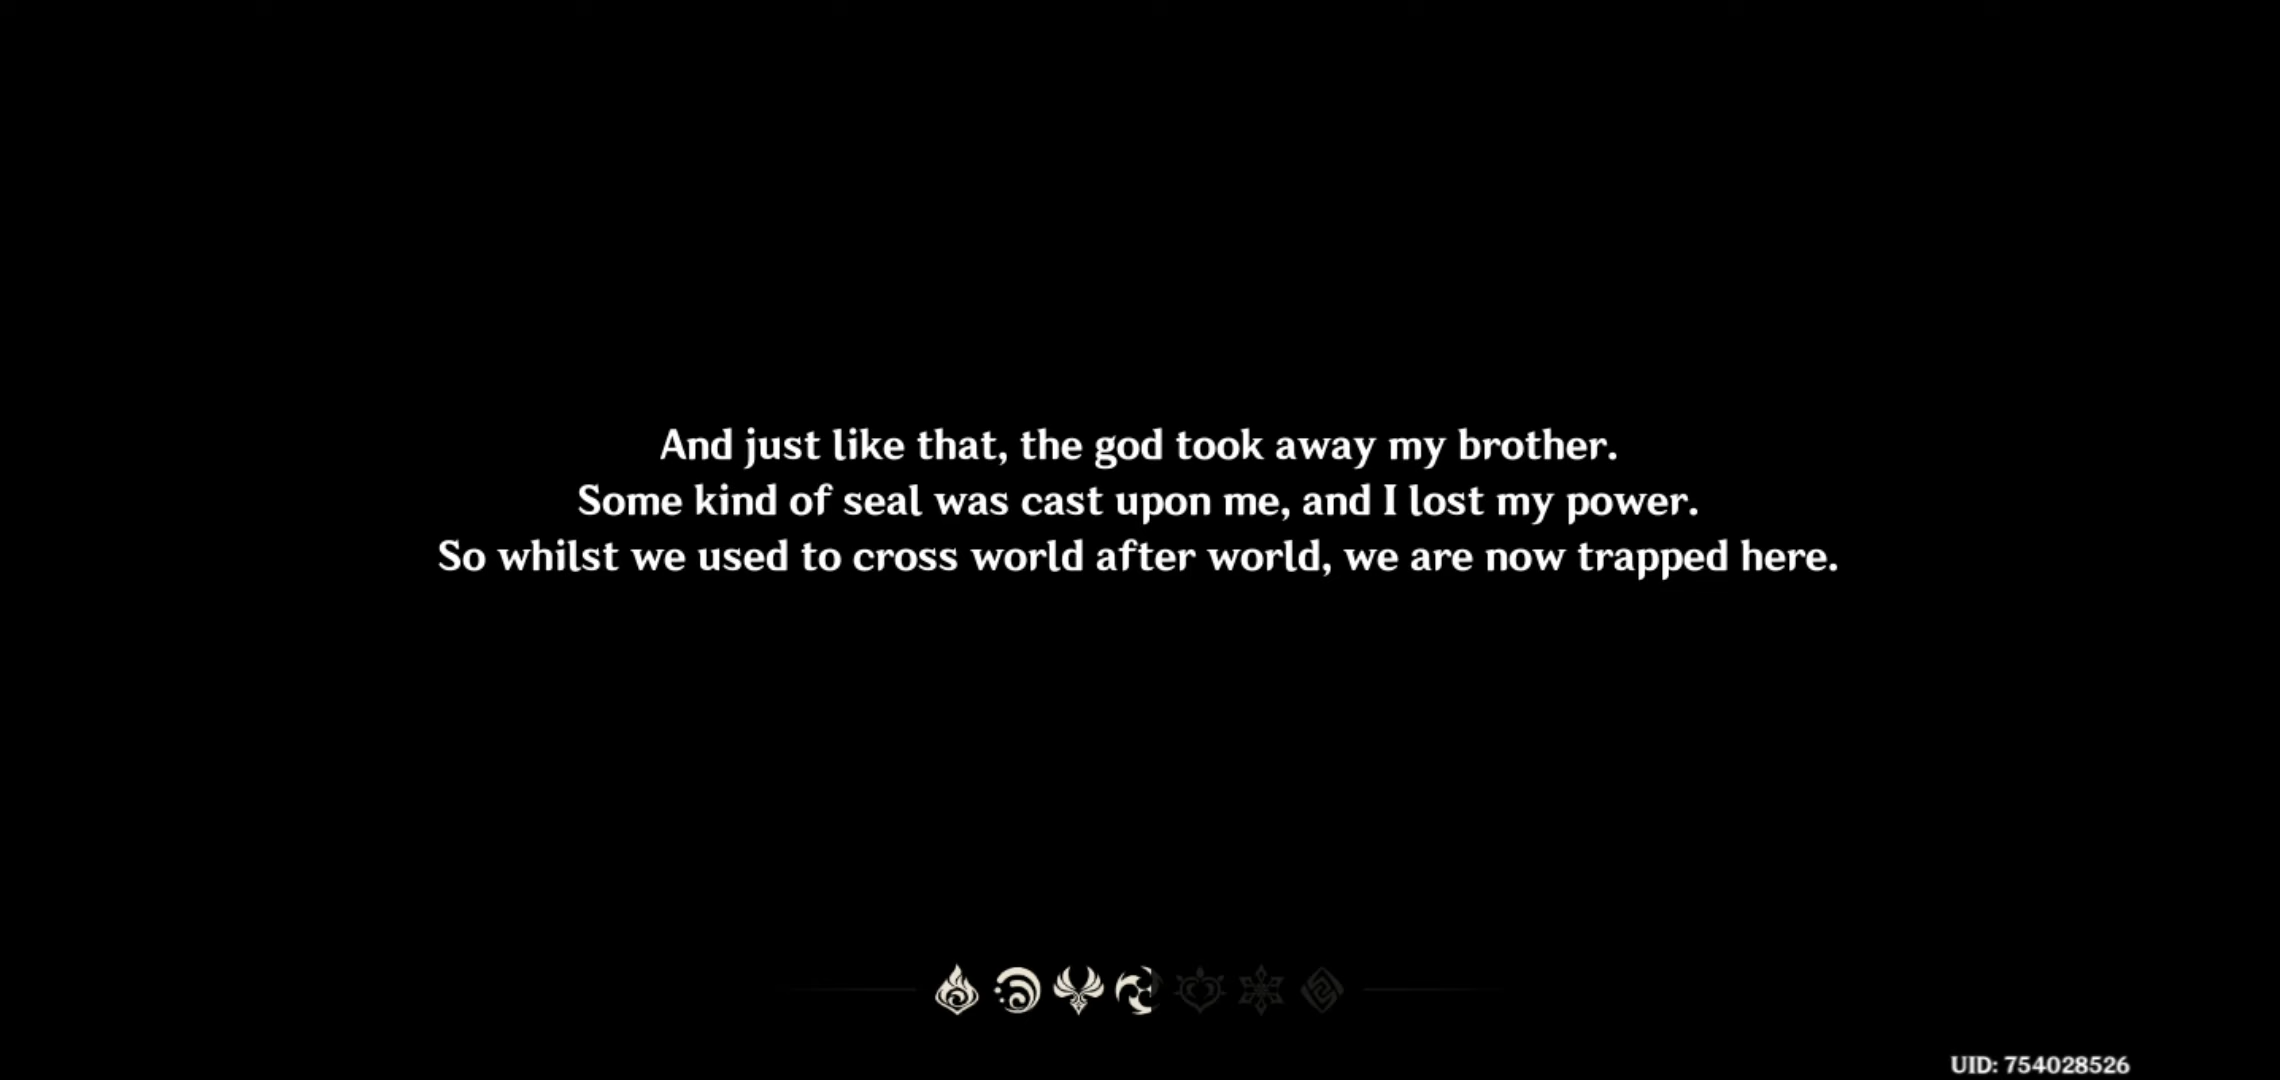 And just like that, the god took away my brother.
Some kind of seal was cast upon me, and I lost my power.
So whilst we used to cross world after world, we are now trapped here.
UID: 754028526